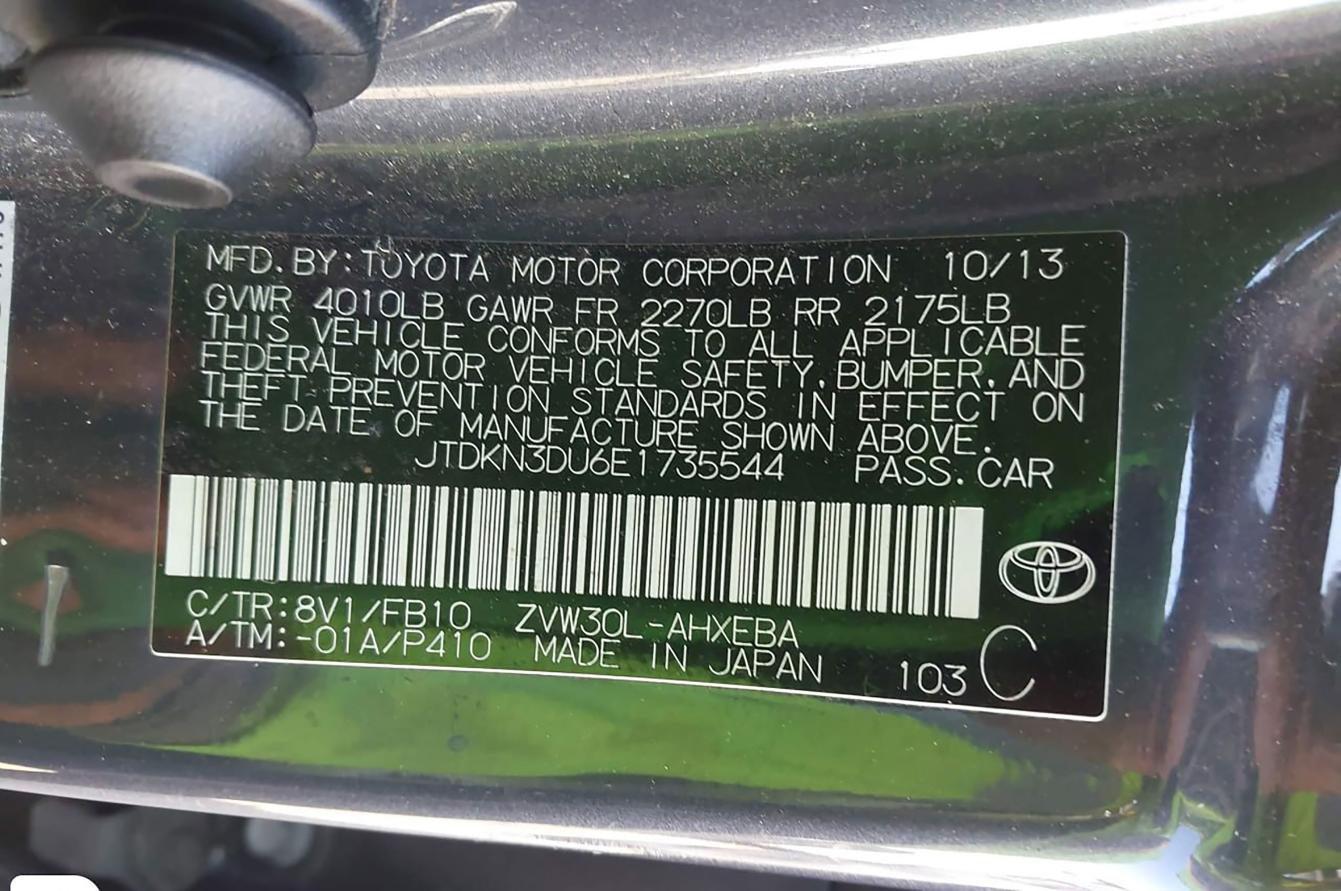 MFD. BY: TOYOTA MOTOR CORPORATION 10/13
GVWR 4010LB GAWR FR 2270LB RR 2175LB
THIS VEHICLE CONFORMS TO ALL APPLICABLE
FEDERAL MOTOR VEHICLE SAFETY, BUMPER, AND
THEFT PREVENTION STANDARDS IN EFFECT ON
THE DATE OF MANUFACTURE SHOWN ABOVE.
JTDKN3DU6E1735544 PASS. CAR
C/TR: 8V1/FB10 ZVW30L-AHXEBA
A/TM: -01A/P410 MADE IN JAPAN
103 C